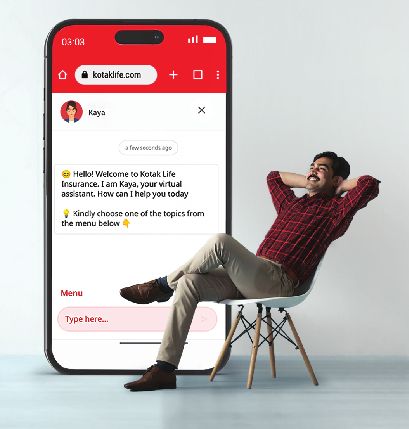 03:08
kotaklife.com
Kaya
a few seconds ago
😊 Hello! Welcome to Kotak Life
Insurance. I am Kaya, your virtual
assistant. How can I help you today
💡 Kindly choose one of the topics from
the menu below 👇
Menu
Type here...